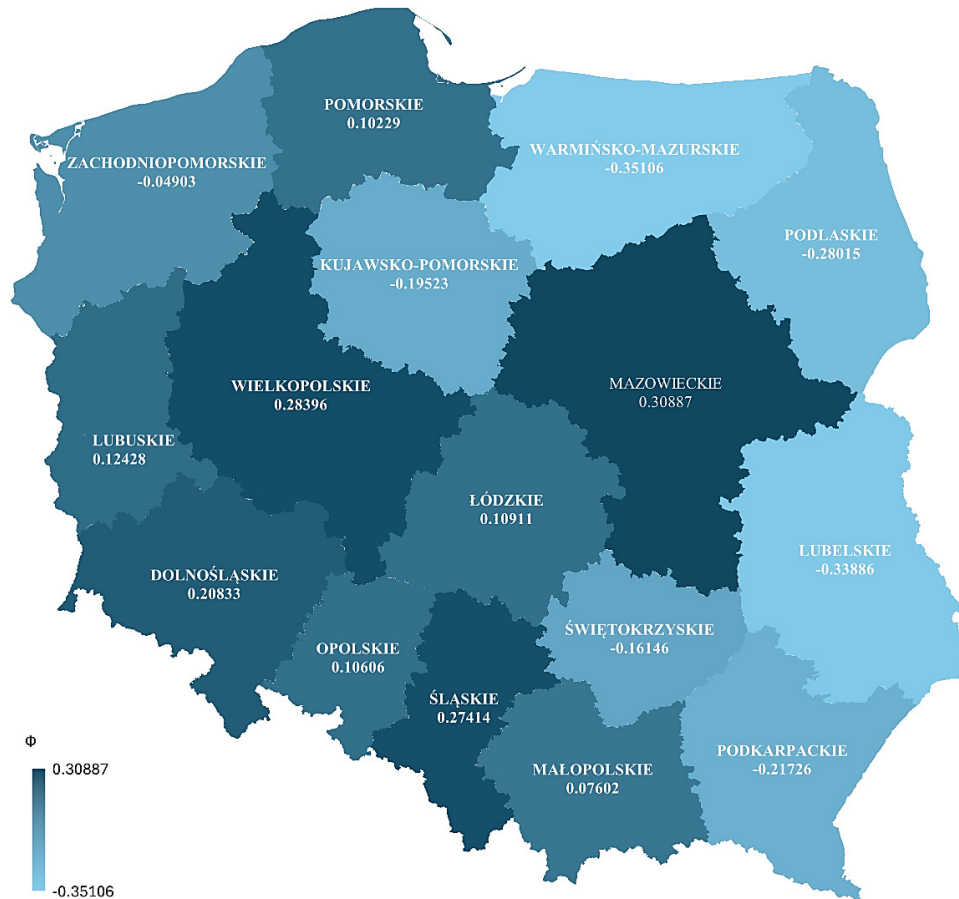 POMORSKIE
0.10229
WARMIŃSKO-MAZURSKIE
-0.35106
ZACHODNIOPOMORSKIE
-0.04903
PODLASKIE
-0.28015
KUJAWSKO-POMORSKIE
-0.19523
WIELKOPOLSKIE
0.28396
MAZOWIECKIE
0.30887
LUBUSKIE
0.12428
ŁÓDZKIE
0.10911
LUBELSKIE
-0.33886
DOLNOŚLĄSKIE
0.20833
ŚWIĘTOKRZYSKIE
-0.16146
OPOLSKIE
0.10606
ŚLĄSKIE
0.27414
PODKARPACKIE
-0.21726
MAŁOPOLSKIE
0.07602
Φ
0.30887
-0.35106